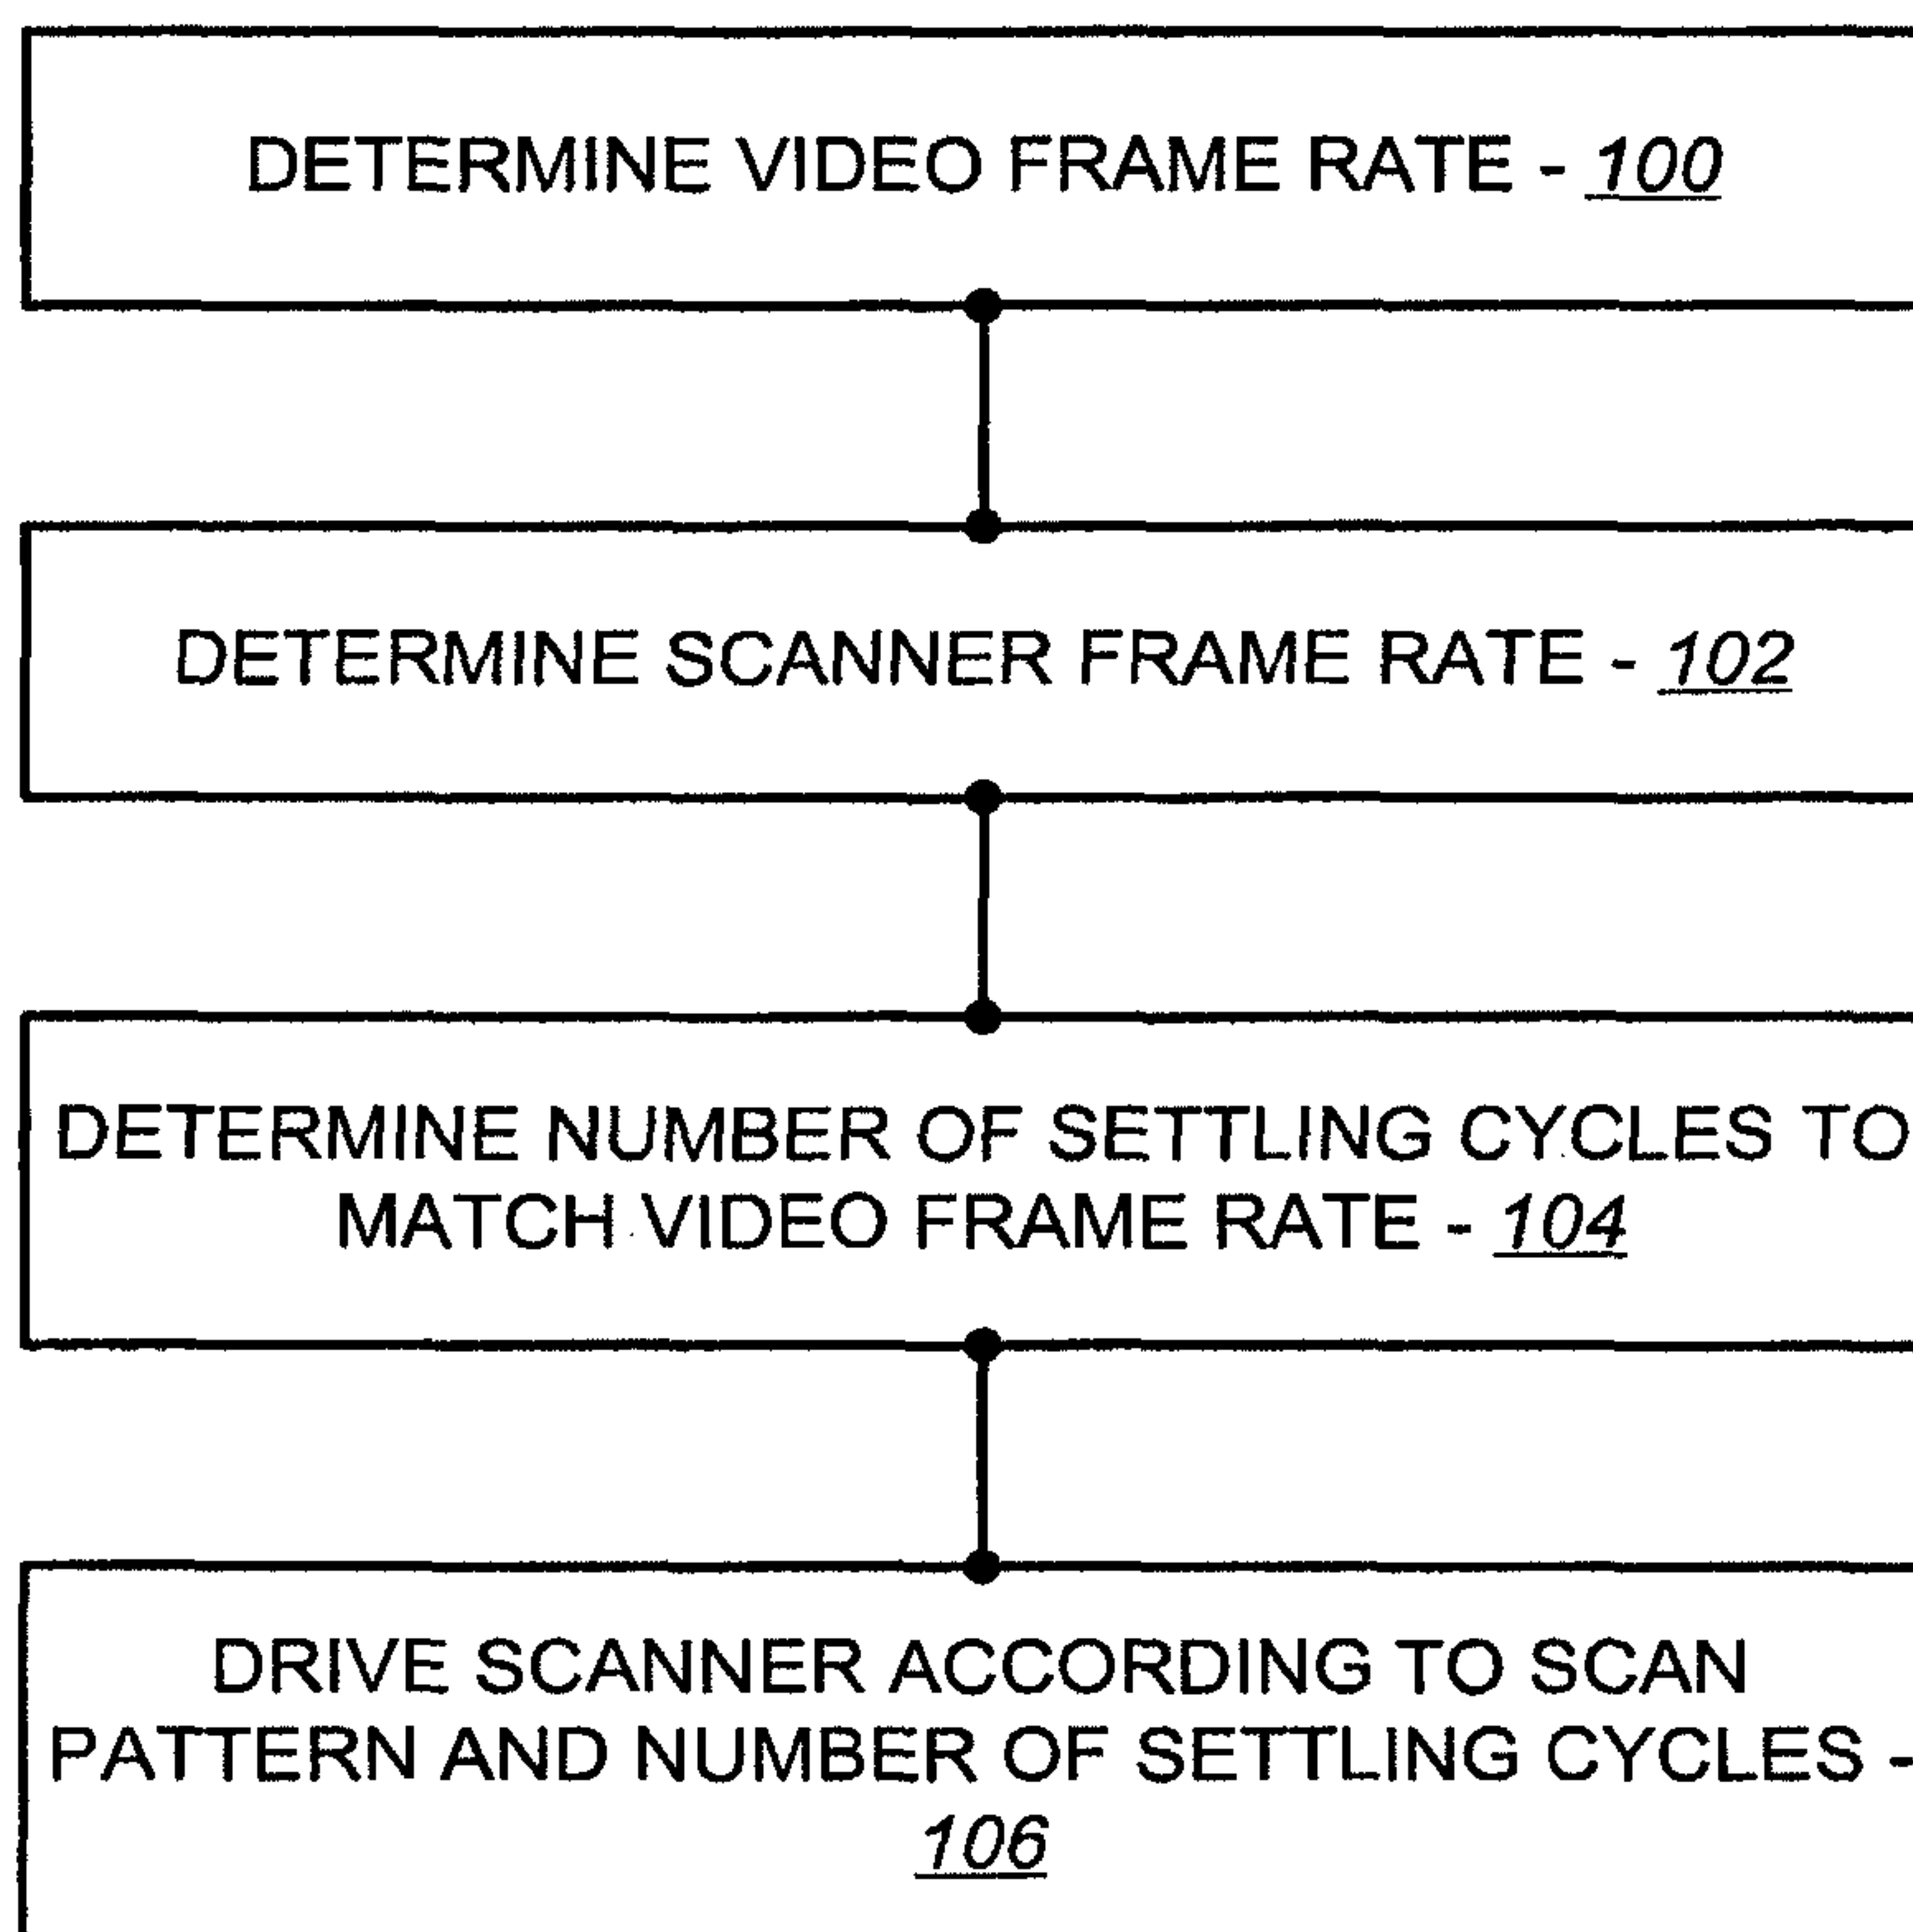 DETERMINE VIDEO FRAME RATE - 100
DETERMINE SCANNER FRAME RATE - 102
DETERMINE NUMBER OF SETTLING CYCLES TO
MATCH VIDEO FRAME RATE - 104
DRIVE SCANNER ACCORDING TO SCAN
PATTERN AND NUMBER OF SETTLING CYCLES -
106